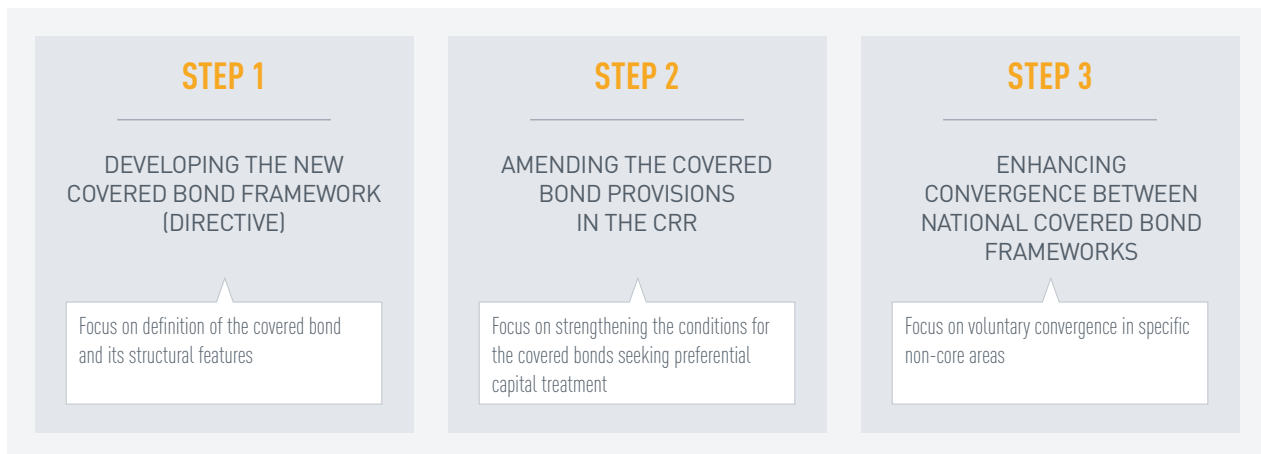 STEP 1
DEVELOPING THE NEW
COVERED BOND FRAMEWORK
(DIRECTIVE)
Focus on definition of the covered bond
and its structural features
STEP 2
AMENDING THE COVERED
BOND PROVISIONS
IN THE CRR
Focus on strengthening the conditions for
the covered bonds seeking preferential
capital treatment
STEP 3
ENHANCING
CONVERGENCE BETWEEN
NATIONAL COVERED BOND
FRAMEWORKS
Focus on voluntary convergence in specific
non-core areas